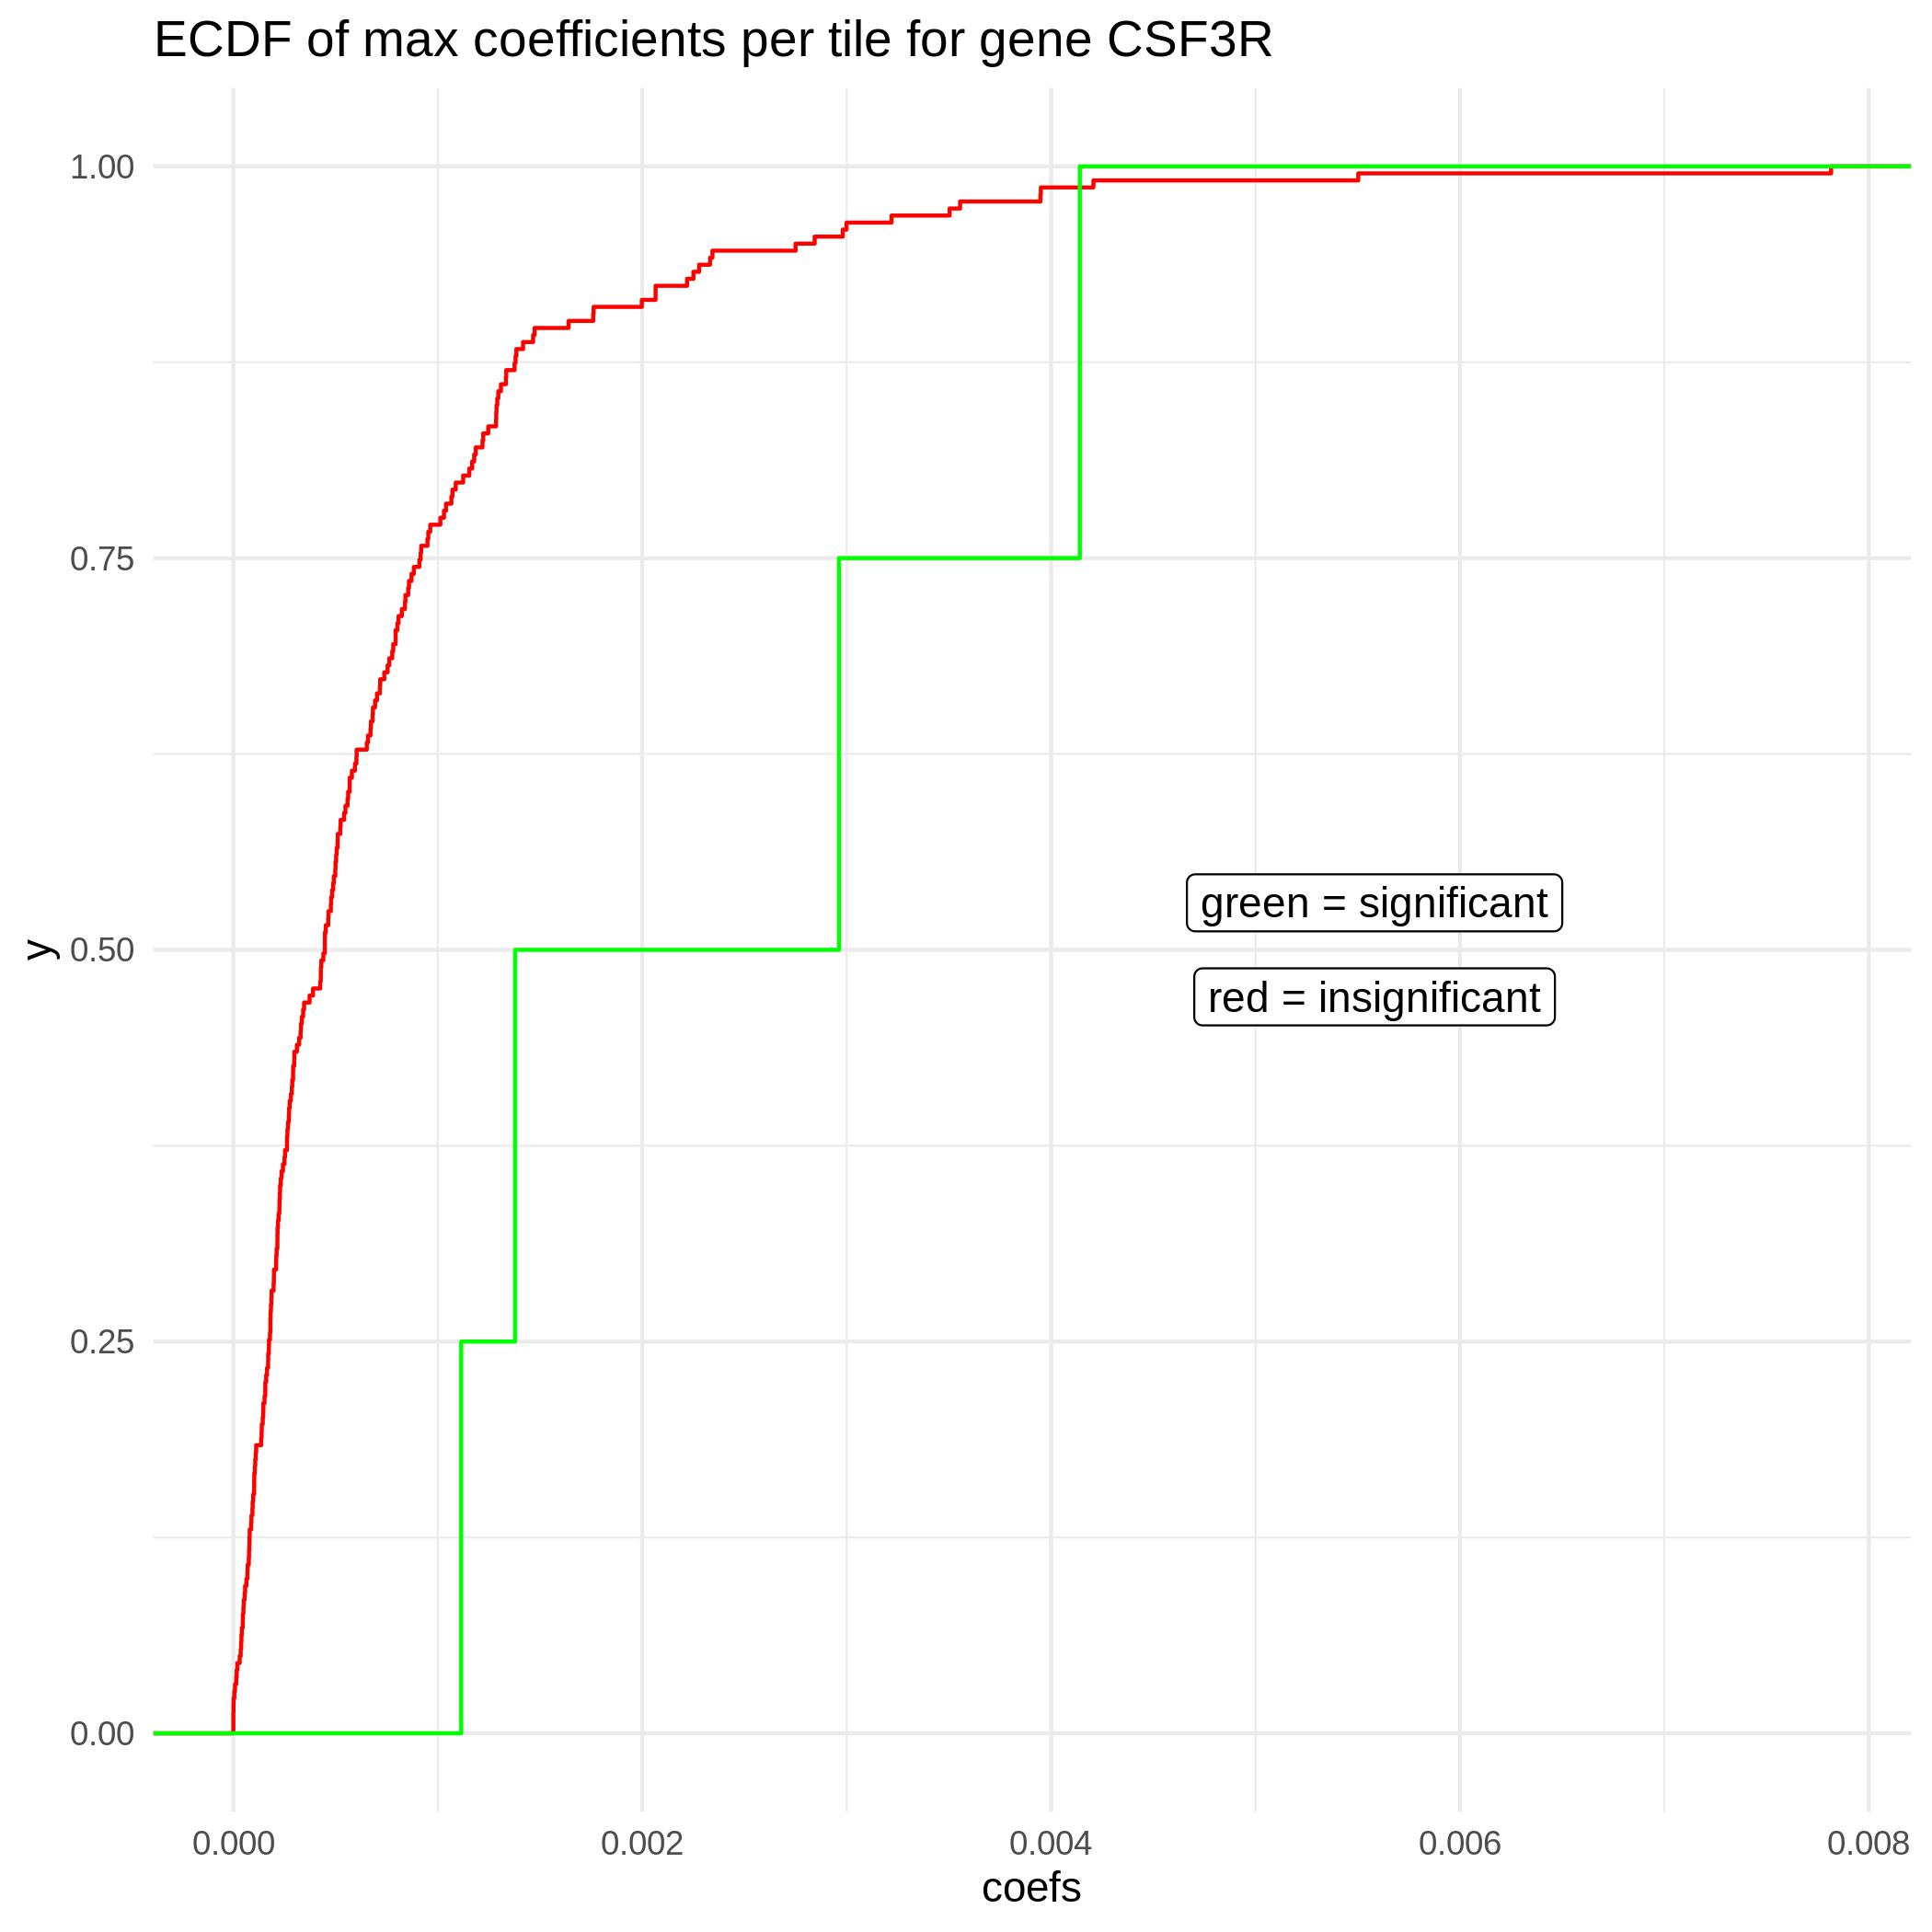 ECDF of max coefficients per tile for gene CSF3R
1.00
0.75
0.50
0.25
0.00
y
green = significant
red = insignificant
0.000 0.002 0.004 0.006 0.008
coefs